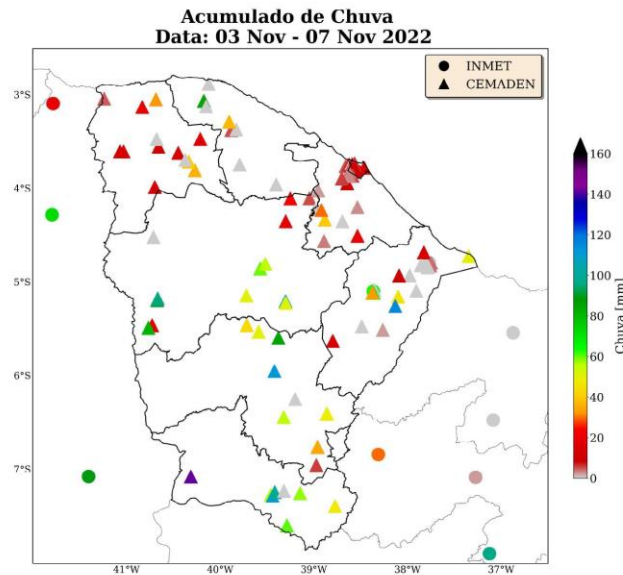 Acumulado de Chuva
Data: 03 Nov - 07 Nov 2022
INMET
CEMADEN
3°S
4°S
5°S
6°S
7°S
41°W
40°W
39°W
38°W
37°W
160
140
120
100
80
60
40
20
0
Chuva [mm]